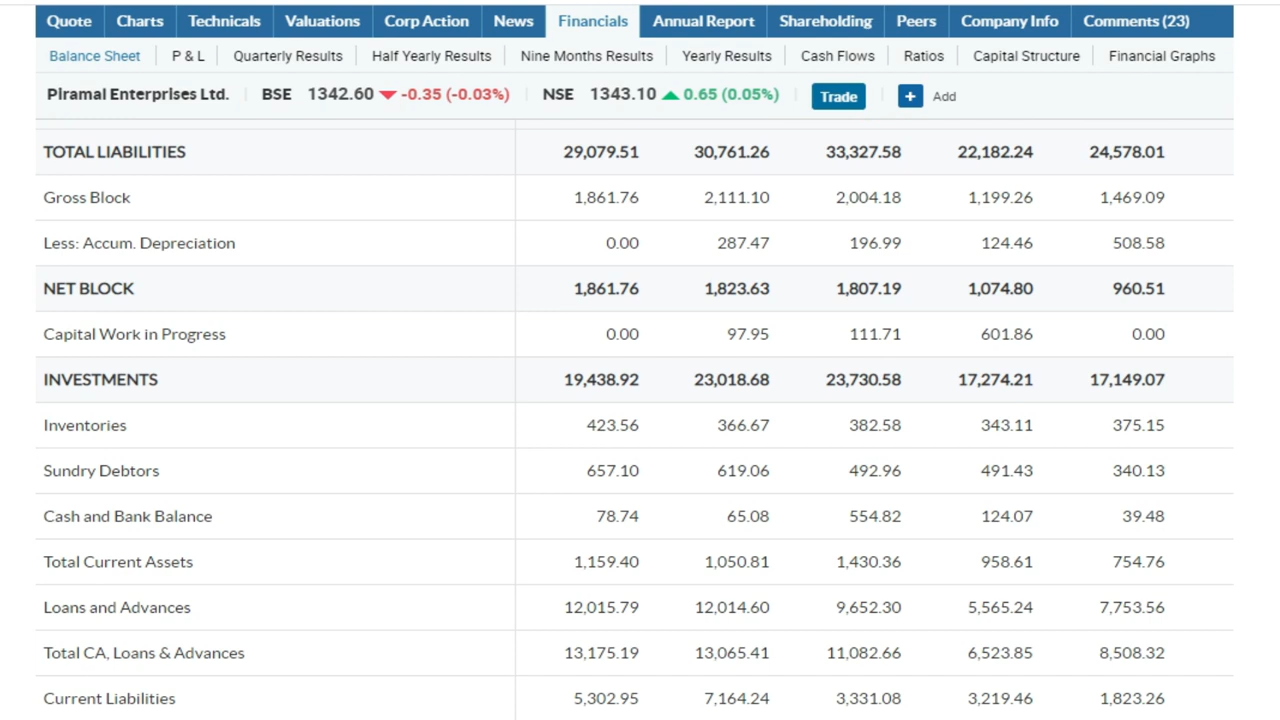 Quote Charts Technicals Valuations Corp Action News Financials Annual Report Shareholding Peers Company Info Comments (23)
Balance Sheet P & L Quarterly Results Half Yearly Results Nine Months Results Yearly Results Cash Flows Ratios Capital Structure Financial Graphs
Piramal Enterprises Ltd. BSE 1342.60 -0.35 (-0.03%) NSE 1343.10 0.65 (0.05%) Trade + Add
TOTAL LIABILITIES 29,079.51 30,761.26 33,327.58 22,182.24 24,578.01
Gross Block 1,861.76 2,111.10 2,004.18 1,199.26 1,469.09
Less: Accum. Depreciation 0.00 287.47 196.99 124.46 508.58
NET BLOCK 1,861.76 1,823.63 1,807.19 1,074.80 960.51
Capital Work in Progress 0.00 97.95 111.71 601.86 0.00
INVESTMENTS 19,438.92 23,018.68 23,730.58 17,274.21 17,149.07
Inventories 423.56 366.67 382.58 343.11 375.15
Sundry Debtors 657.10 619.06 492.96 491.43 340.13
Cash and Bank Balance 78.74 65.08 554.82 124.07 39.48
Total Current Assets 1,159.40 1,050.81 1,430.36 958.61 754.76
Loans and Advances 12,015.79 12,014.60 9,652.30 5,565.24 7,753.56
Total CA, Loans & Advances 13,175.19 13,065.41 11,082.66 6,523.85 8,508.32
Current Liabilities 5,302.95 7,164.24 3,331.08 3,219.46 1,823.26